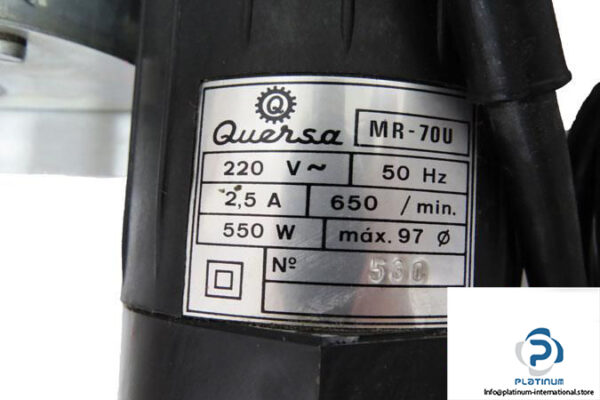 Q
Quersa
MR-70U
220 V~
50 Hz
2,5 A
650 / min.
550 W
máx. 97 ø
Nº
PLATINUM
Info@platinum-international.store